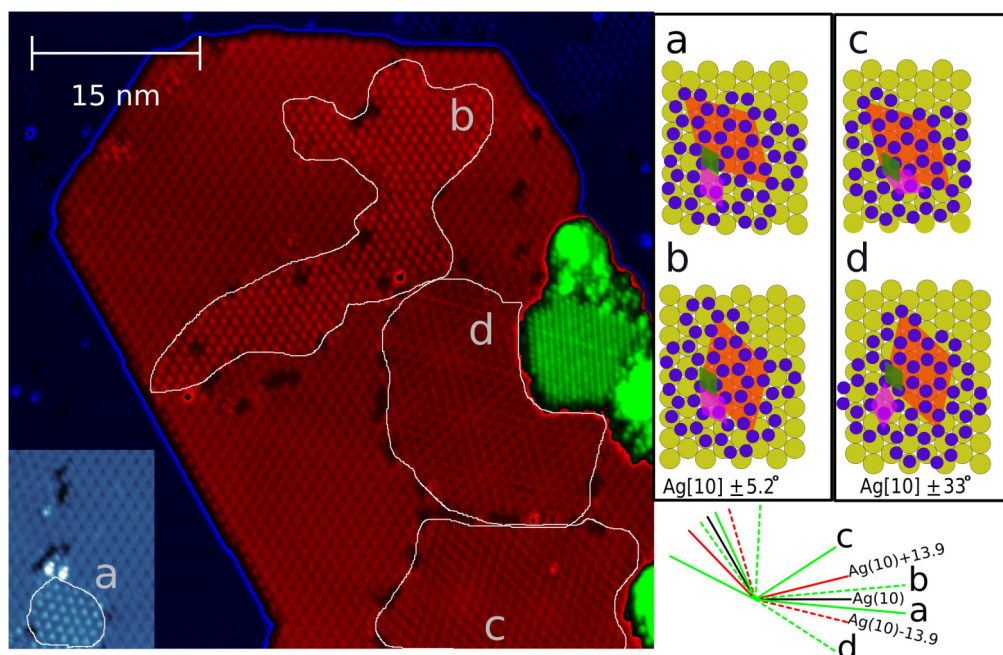 15 nm
b
d
a
c
a
c
b
d
Ag[10] ±5.2°
Ag[10] ±33°
c
Ag(10)+13.9
b
Ag(10)
a
Ag(10)-13.9
d